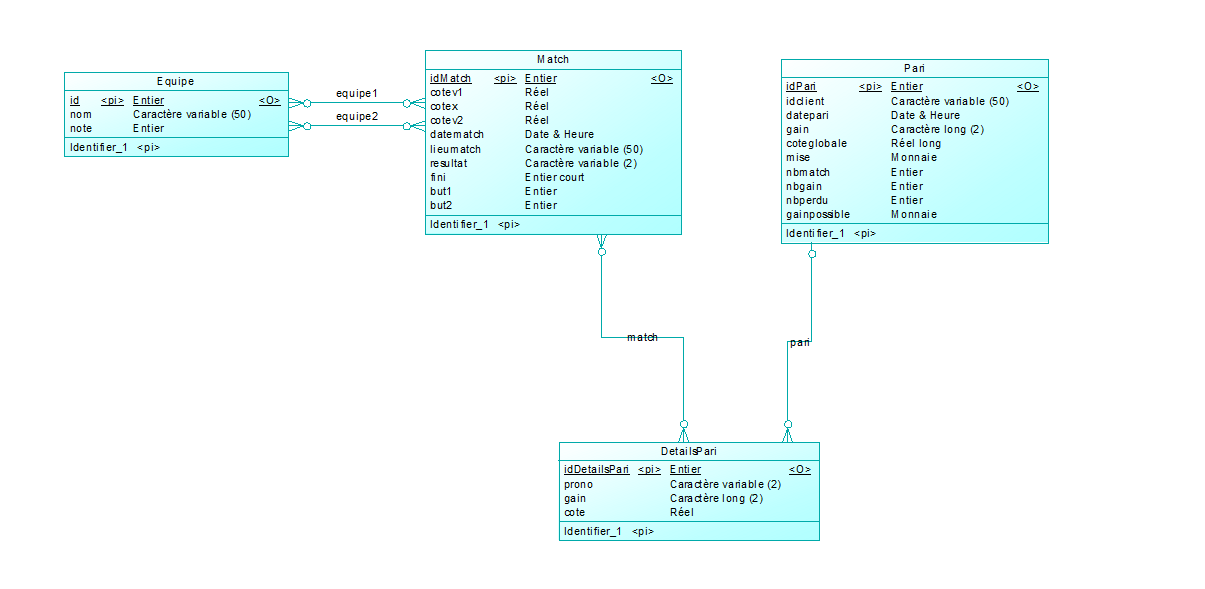 Equipe
id <pi> Entier <O>
nom Caractère variable (50)
note Entier
Identifier_1 <pi>
equipe1
equipe2
Match
idMatch <pi> Entier <O>
cotev1 Réel
cotex Réel
cotev2 Réel
datematch Date & Heure
lieumatch Caractère variable (50)
resultat Caractère variable (2)
fini Entier court
but1 Entier
but2 Entier
Identifier_1 <pi>
Pari
idPari <pi> Entier <O>
idclient Caractère variable (50)
datepari Date & Heure
gain Caractère long (2)
coteglobale Réel long
mise Monnaie
nbmatch Entier
nbgain Entier
nbperdu Entier
gainpossible Monnaie
Identifier_1 <pi>
match
pari
DetailsPari
idDetailsPari <pi> Entier <O>
prono Caractère variable (2)
gain Caractère long (2)
cote Réel
Identifier_1 <pi>